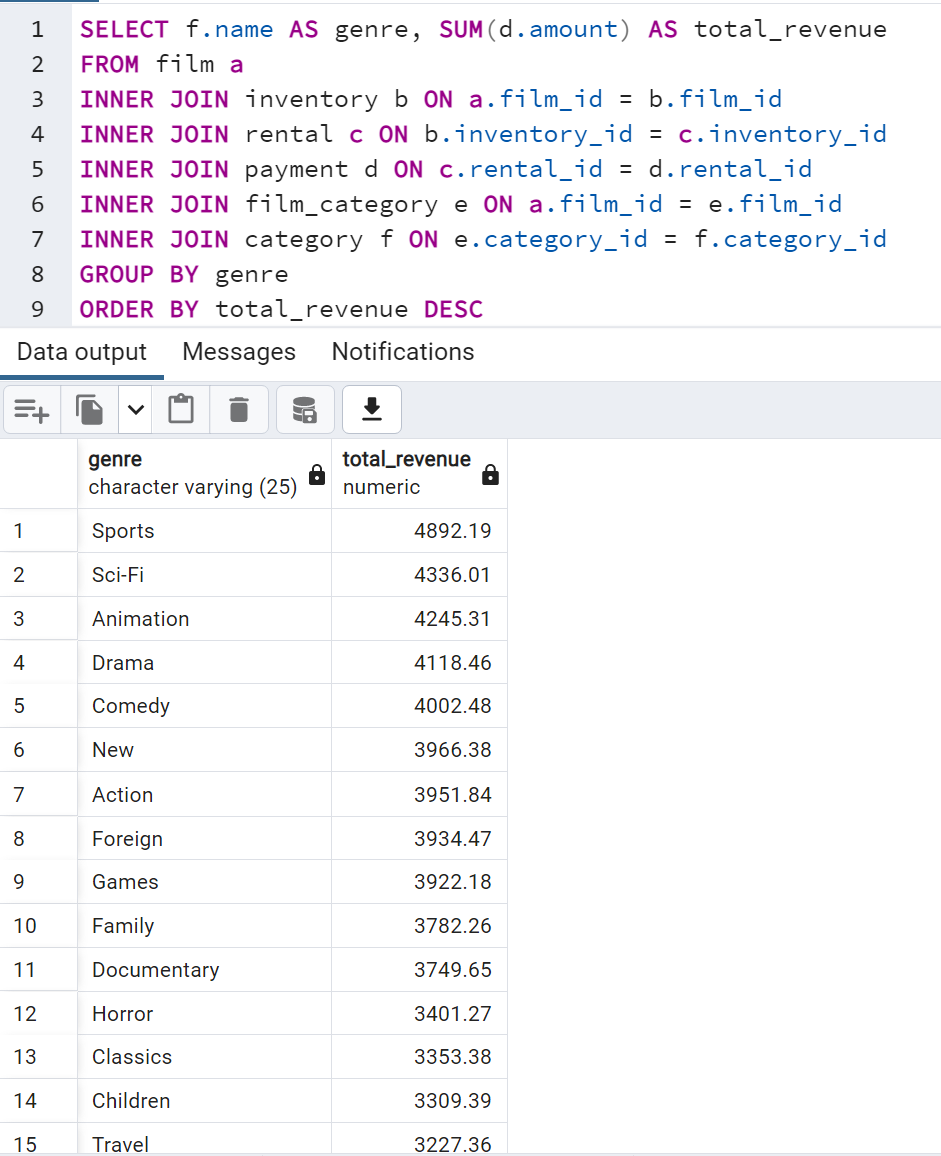 1 SELECT f.name AS genre, SUM(d.amount) AS total_revenue
2 FROM film a
3 INNER JOIN inventory b ON a.film_id = b.film_id
4 INNER JOIN rental c ON b.inventory_id = c.inventory_id
5 INNER JOIN payment d ON c.rental_id = d.rental_id
6 INNER JOIN film_category e ON a.film_id = e.film_id
7 INNER JOIN category f ON e.category_id = f.category_id
8 GROUP BY genre
9 ORDER BY total_revenue DESC
Data output Messages Notifications
genre total_revenue
character varying (25) numeric
1 Sports 4892.19
2 Sci-Fi 4336.01
3 Animation 4245.31
4 Drama 4118.46
5 Comedy 4002.48
6 New 3966.38
7 Action 3951.84
8 Foreign 3934.47
9 Games 3922.18
10 Family 3782.26
11 Documentary 3749.65
12 Horror 3401.27
13 Classics 3353.38
14 Children 3309.39
15 Travel 3227.36